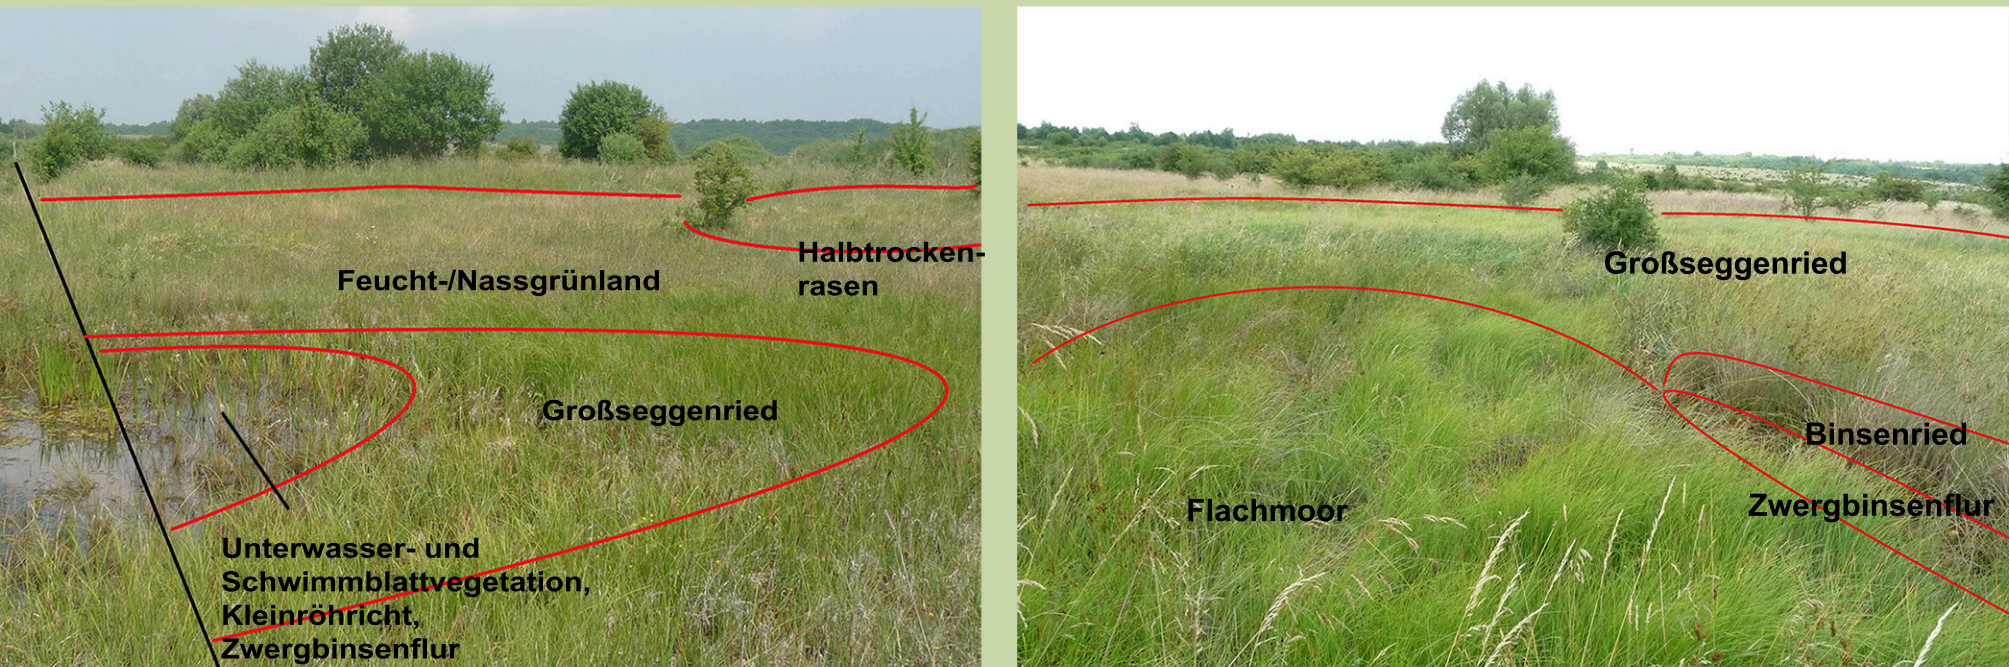 Feucht-/Nassgrünland
Halbtrocken-
rasen
Großseggenried
Unterwasser- und
Schwimmblattvegetation,
Kleinröhricht,
Zwergbinsenflur
Großseggenried
Binsenried
Zwergbinsenflur
Flachmoor